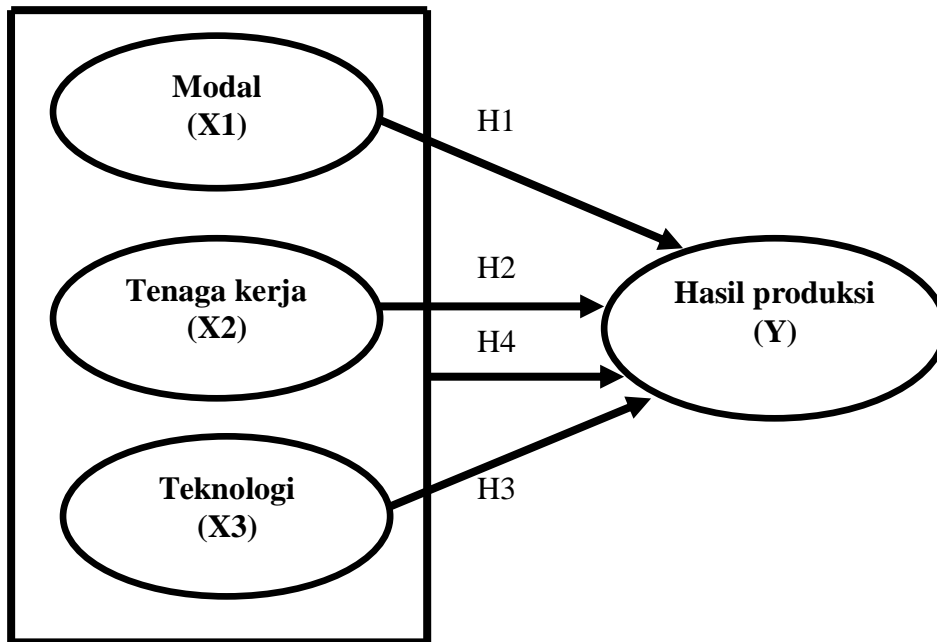 Modal
(X1)
H1
Tenaga kerja
(X2)
H2
Hasil produksi
(Y)
H4
Teknologi
(X3)
H3